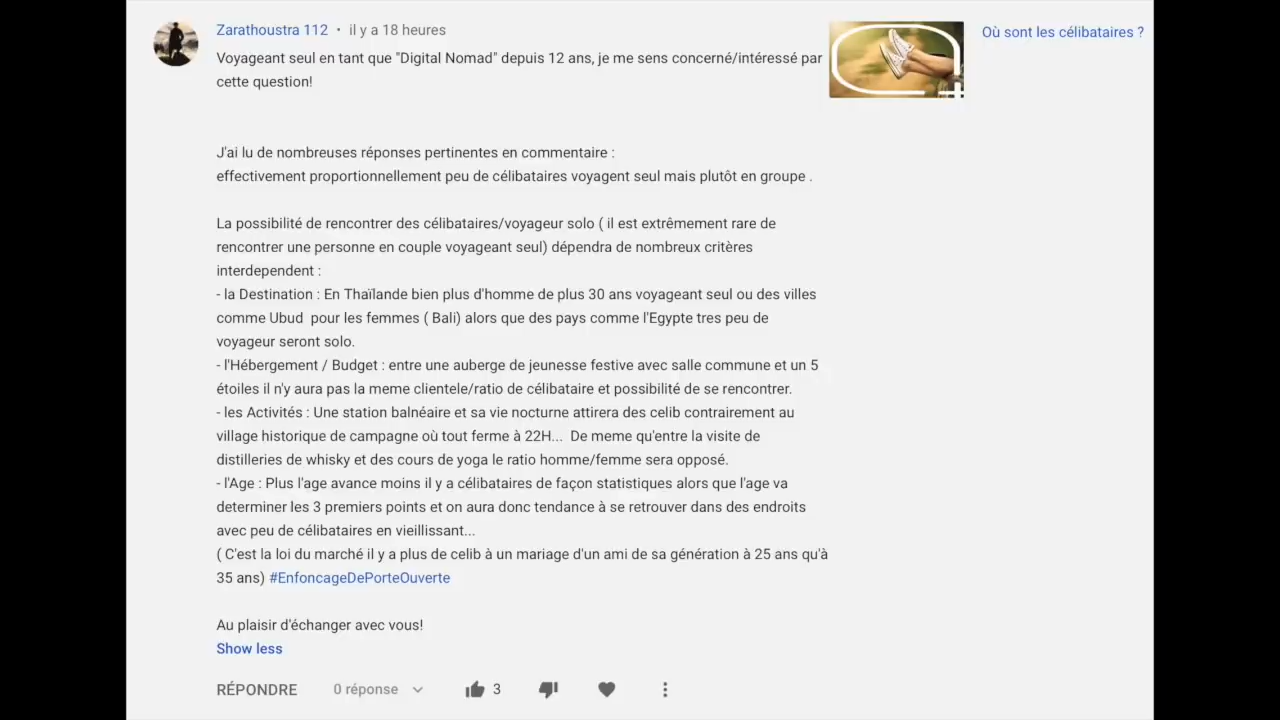 Zarathoustra 112 • il y a 18 heures
Où sont les célibataires ?
Voyageant seul en tant que "Digital Nomad" depuis 12 ans, je me sens concerné/intéressé par
cette question!
J'ai lu de nombreuses réponses pertinentes en commentaire :
effectivement proportionnellement peu de célibataires voyagent seul mais plutôt en groupe .
La possibilité de rencontrer des célibataires/voyageur solo ( il est extrêmement rare de
rencontrer une personne en couple voyageant seul) dépendra de nombreux critères
interdependent :
- la Destination : En Thaïlande bien plus d'homme de plus 30 ans voyageant seul ou des villes
comme Ubud  pour les femmes ( Bali) alors que des pays comme l'Egypte tres peu de
voyageur seront solo.
- l'Hébergement / Budget : entre une auberge de jeunesse festive avec salle commune et un 5
étoiles il n'y aura pas la meme clientele/ratio de célibataire et possibilité de se rencontrer.
- les Activités : Une station balnéaire et sa vie nocturne attirera des celib contrairement au
village historique de campagne où tout ferme à 22H...  De meme qu'entre la visite de
distilleries de whisky et des cours de yoga le ratio homme/femme sera opposé.
- l'Age : Plus l'age avance moins il y a célibataires de façon statistiques alors que l'age va
determiner les 3 premiers points et on aura donc tendance à se retrouver dans des endroits
avec peu de célibataires en vieillissant...
( C'est la loi du marché il y a plus de celib à un mariage d'un ami de sa génération à 25 ans qu'à
35 ans) #EnfoncageDePorteOuverte
Au plaisir d'échanger avec vous!
Show less
RÉPONDRE 0 réponse 3